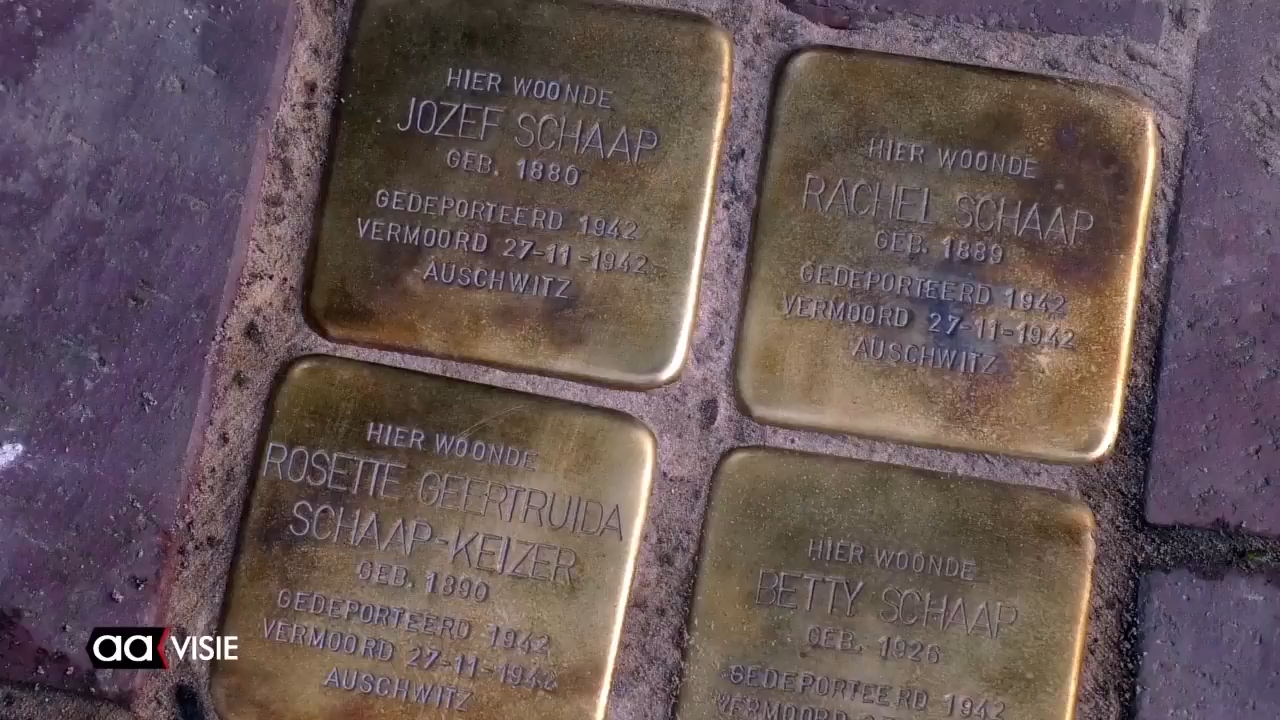 HIER WOONDE
JOZEF SCHAAP
GEB. 1880
GEDEPORTEERD 1942
VERMOORD 27-11-1942
AUSCHWITZ
HIER WOONDE
RACHEL SCHAAP
GEB. 1889
GEDEPORTEERD 1942
VERMOORD 27-11-1942
AUSCHWITZ
HIER WOONDE
ROSETTE GEERTRUIDA
SCHAAP-KEIZER
GEB. 1890
GEDEPORTEERD 1942
VERMOORD 27-11-1942
AUSCHWITZ
HIER WOONDE
BETTY SCHAAP
GEB. 1926
GEDEPORTEERD 1942
VERMOORD
aa VISIE